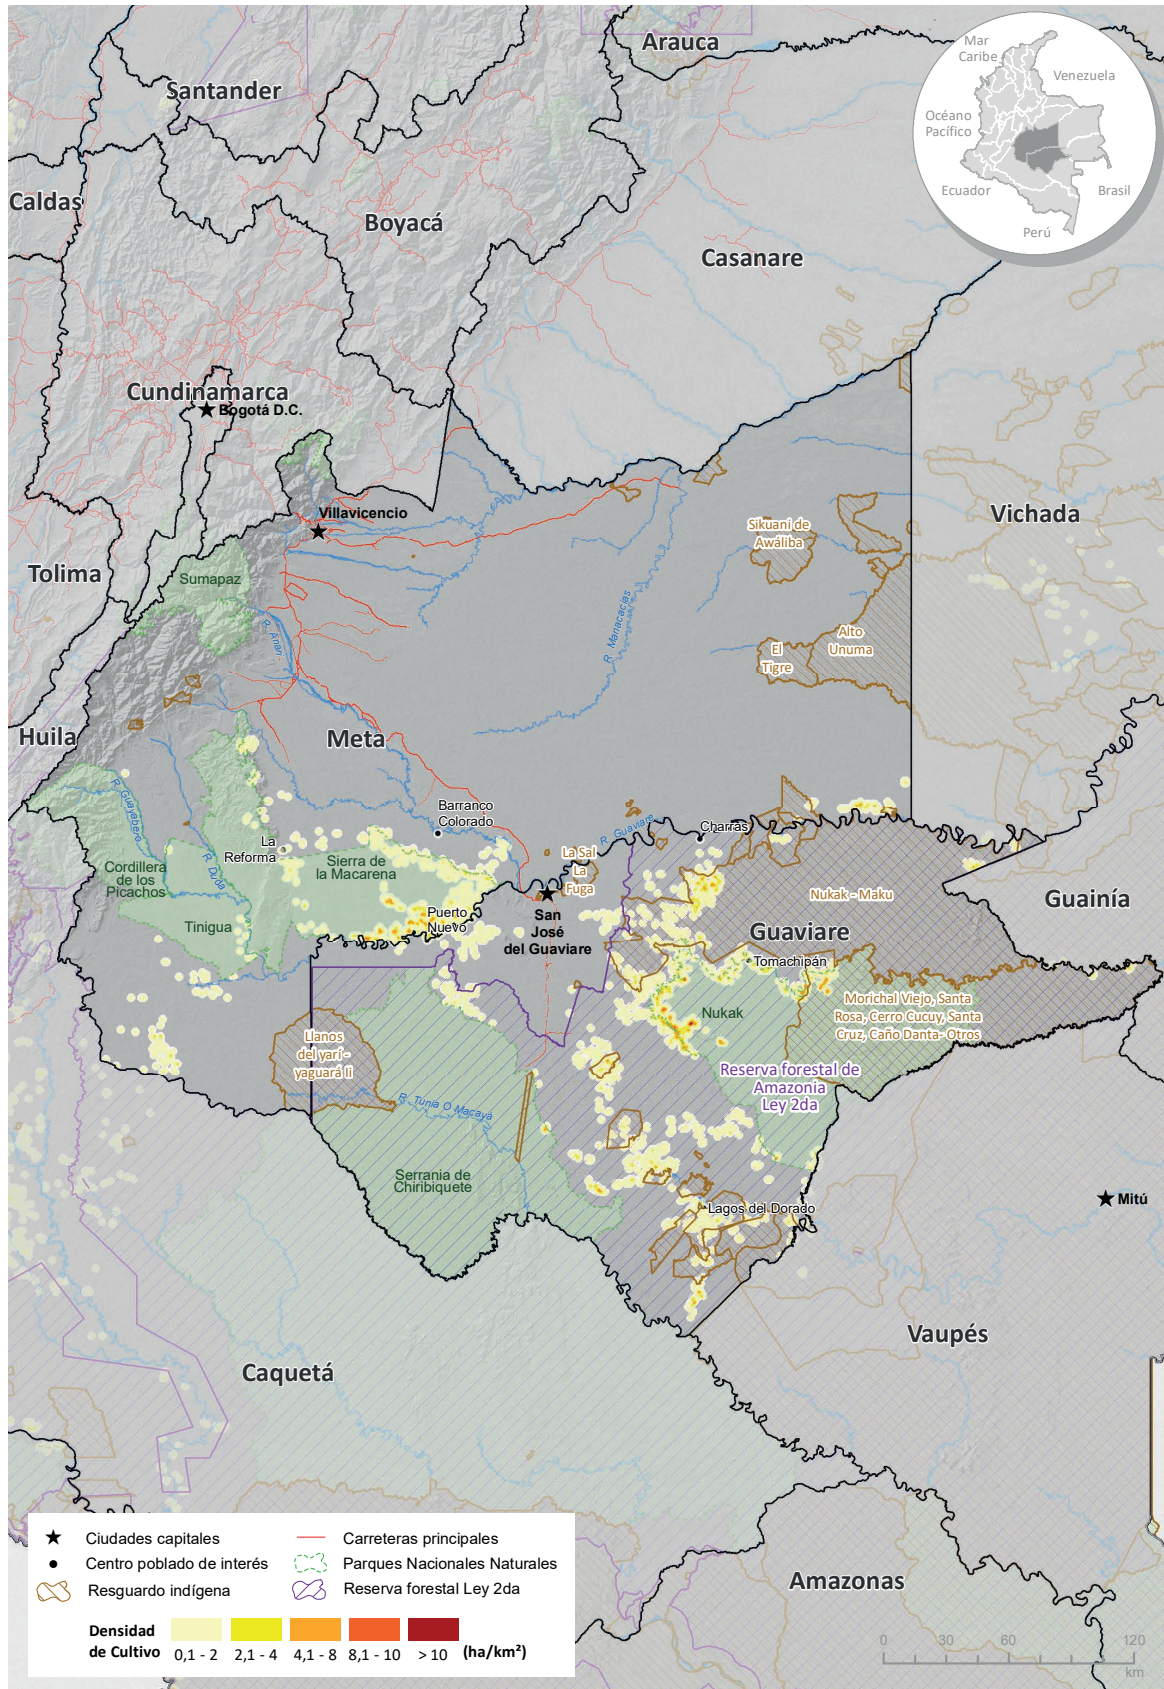 Arauca
Santander
Mar
Caribe
Venezuela
Océano
Pacífico
Ecuador
Brasil
Perú
Caldas
Boyacá
Casanare
Cundinamarca
Bogotá D.C.
Villavicencio
Vichada
Sikuani de
Awáliba
Tolima
Sumapaz
R. Ariari
R. Manacacías
Alto
Unuma
El
Tigre
Huila
Meta
R. Guayabero
R. Duda
Barranco
Colorado
R. Guaviare
Charras
La
Reforma
La Sal
La
Fuga
Cordillera
de los
Picachos
Sierra de
la Macarena
Nukak - Maku
Guainía
Puerto
Nuevo
San
José
del Guaviare
Tinigua
Guaviare
Tomachipán
Morichal Viejo, Santa
Rosa, Cerro Cucuy, Santa
Cruz, Caño Danta- Otros
Nukak
Llanos
del yarí -
yaguará Ii
Reserva forestal de
Amazonia
Ley 2da
R. Tunia O Macayá
Serrania de
Chiribiquete
Lagos del Dorado
Mitú
Vaupés
Caquetá
Amazonas
Ciudades capitales
Carreteras principales
Centro poblado de interés
Parques Nacionales Naturales
Resguardo indígena
Reserva forestal Ley 2da
Densidad
de Cultivo
0,1 - 2
2,1 - 4
4,1 - 8
8,1 - 10
> 10
(ha/km²)
0
30
60
120
km